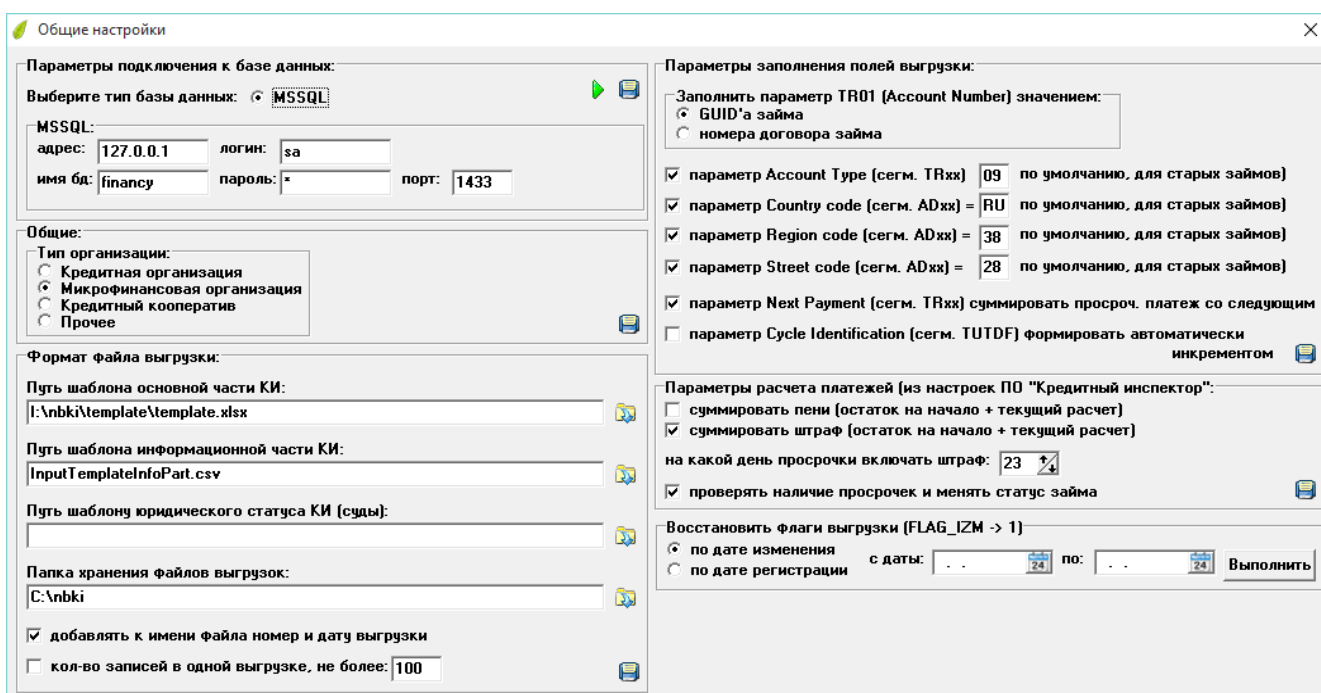 Общие настройки
Параметры подключения к базе данных:
Выберите тип базы данных: MSSQL
MSSQL:
адрес: 127.0.0.1 логин: sa
имя бд: financy пароль: * порт: 1433
Общие:
Тип организации:
Кредитная организация
Микрофинансовая организация
Кредитный кооператив
Прочее
Формат файла выгрузки:
Путь шаблона основной части КИ:
I:\nbki\template\template.xlsx
Путь шаблона информационной части КИ:
InputTemplateInfoPart.csv
Путь шаблону юридического статуса КИ (суды):
Папка хранения файлов выгрузок:
C:\nbki
добавлять к имени файла номер и дату выгрузки
кол-во записей в одной выгрузке, не более: 100
Параметры заполнения полей выгрузки:
Заполнить параметр TR01 (Account Number) значением:
GUID'а займа
номера договора займа
параметр Account Type (сегм. TRxx) 09 по умолчанию, для старых займов)
параметр Country code (сегм. ADxx) = RU по умолчанию, для старых займов)
параметр Region code (сегм. ADxx) = 38 по умолчанию, для старых займов)
параметр Street code (сегм. ADxx) = 28 по умолчанию, для старых займов)
параметр Next Payment (сегм. TRxx) суммировать просроч. платеж со следующим
параметр Cycle Identification (сегм. TUTDF) формировать автоматически
инкрементом
Параметры расчета платежей (из настроек ПО "Кредитный инспектор":
суммировать пени (остаток на начало + текущий расчет)
суммировать штраф (остаток на начало + текущий расчет)
на какой день просрочки включать штраф: 23
проверять наличие просрочек и менять статус займа
Восстановить флаги выгрузки (FLAG_IZM -> 1)
по дате изменения
по дате регистрации
с даты: . . 24 по: . . 24 Выполнить